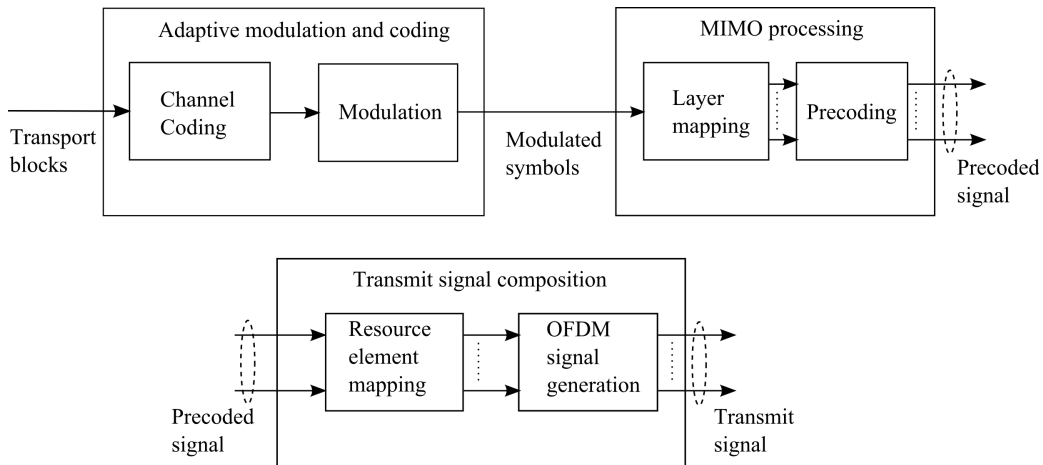 Adaptive modulation and coding
MIMO processing
Channel
Coding
Modulation
Layer
mapping
Precoding
Transport
blocks
Modulated
symbols
Precoded
signal
Transmit signal composition
Resource
element
mapping
OFDM
signal
generation
Precoded
signal
Transmit
signal